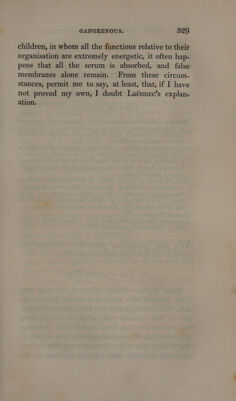 GANGRENOUS. 329
children, in whom all the functions relative to their
organisation are extremely energetic, it often hap-
pens that all the serum is absorbed, and false
membranes alone remain. From these circum-
stances, permit me to say, at least, that, if I have
not proved my own, I doubt Laënnec's explan-
ation.